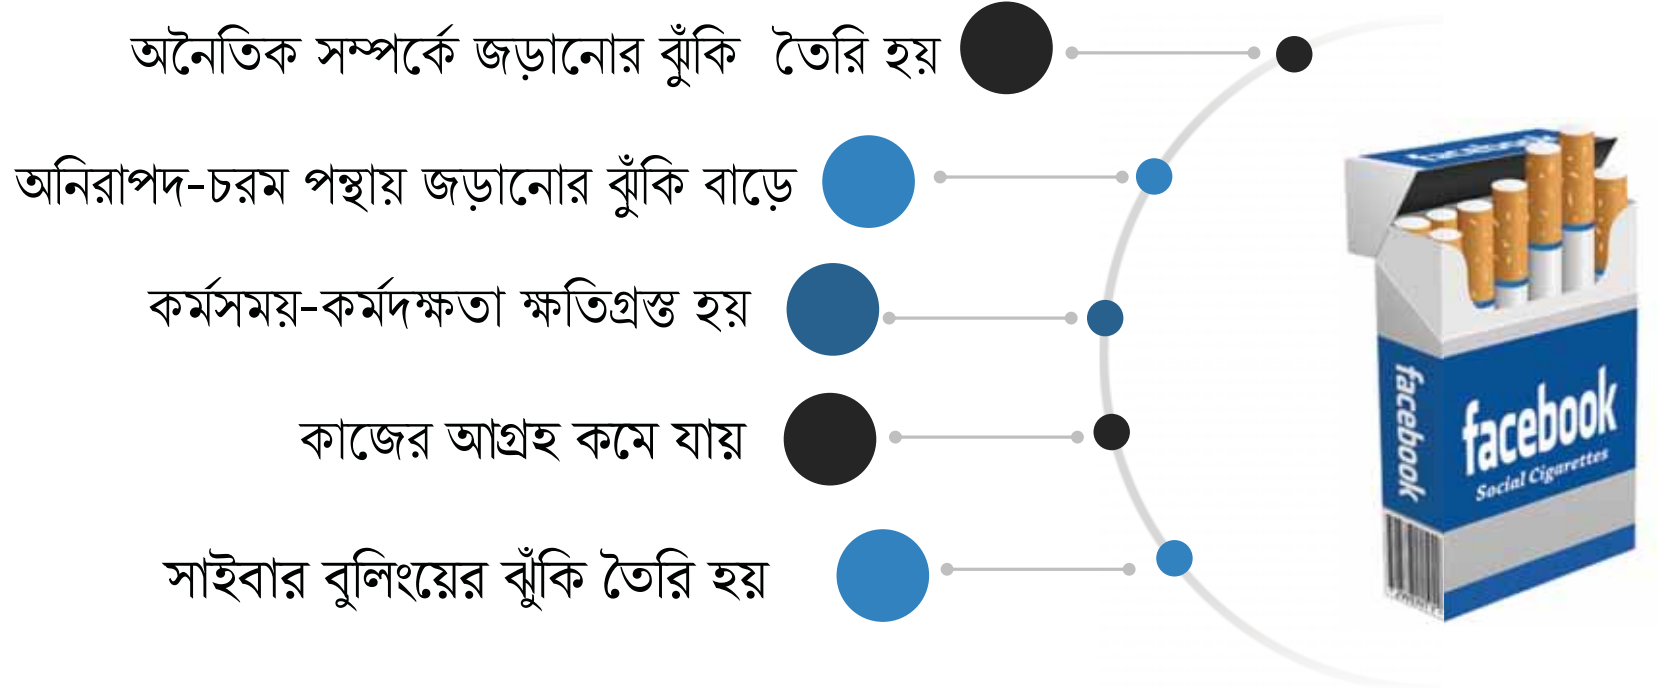 অনৈতিক সম্পর্কে জড়ানোর ঝুঁকি তৈরি হয়
অনিরাপদ-চরম পন্থায় জড়ানোর ঝুঁকি বাড়ে
কর্মসময়-কর্মদক্ষতা ক্ষতিগ্রস্ত হয়
কাজের আগ্রহ কমে যায়
সাইবার বুলিংয়ের ঝুঁকি তৈরি হয়
facebook
facebook
facebook
Social Cigarettes